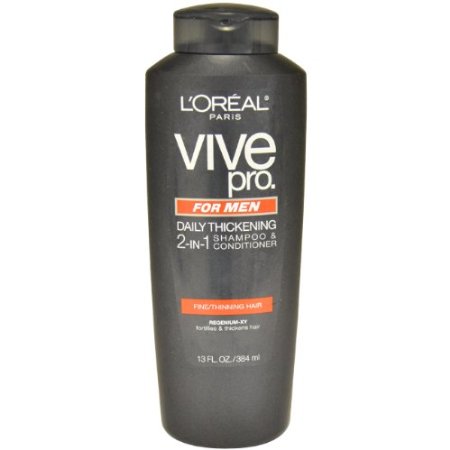 L'ORÉAL
PARIS
VIVE
pro.
FOR MEN
DAILY THICKENING
2-IN-1 SHAMPOO &
CONDITIONER
FINE/THINNING HAIR
REGENIUM-XY
fortifies & thickens hair
13 FL. OZ./384 ml